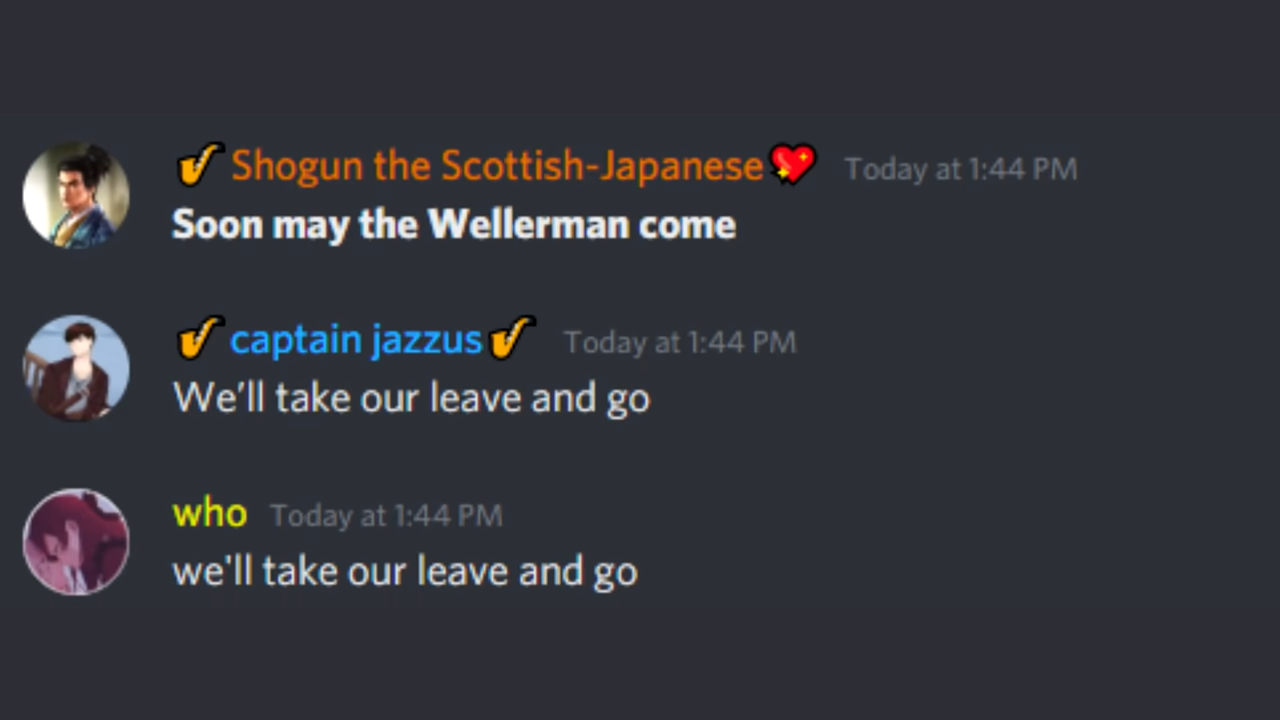 🎷Shogun the Scottish-Japanese💖 Today at 1:44 PM
Soon may the Wellerman come
🎷captain jazzus🎷 Today at 1:44 PM
We’ll take our leave and go
who Today at 1:44 PM
we'll take our leave and go